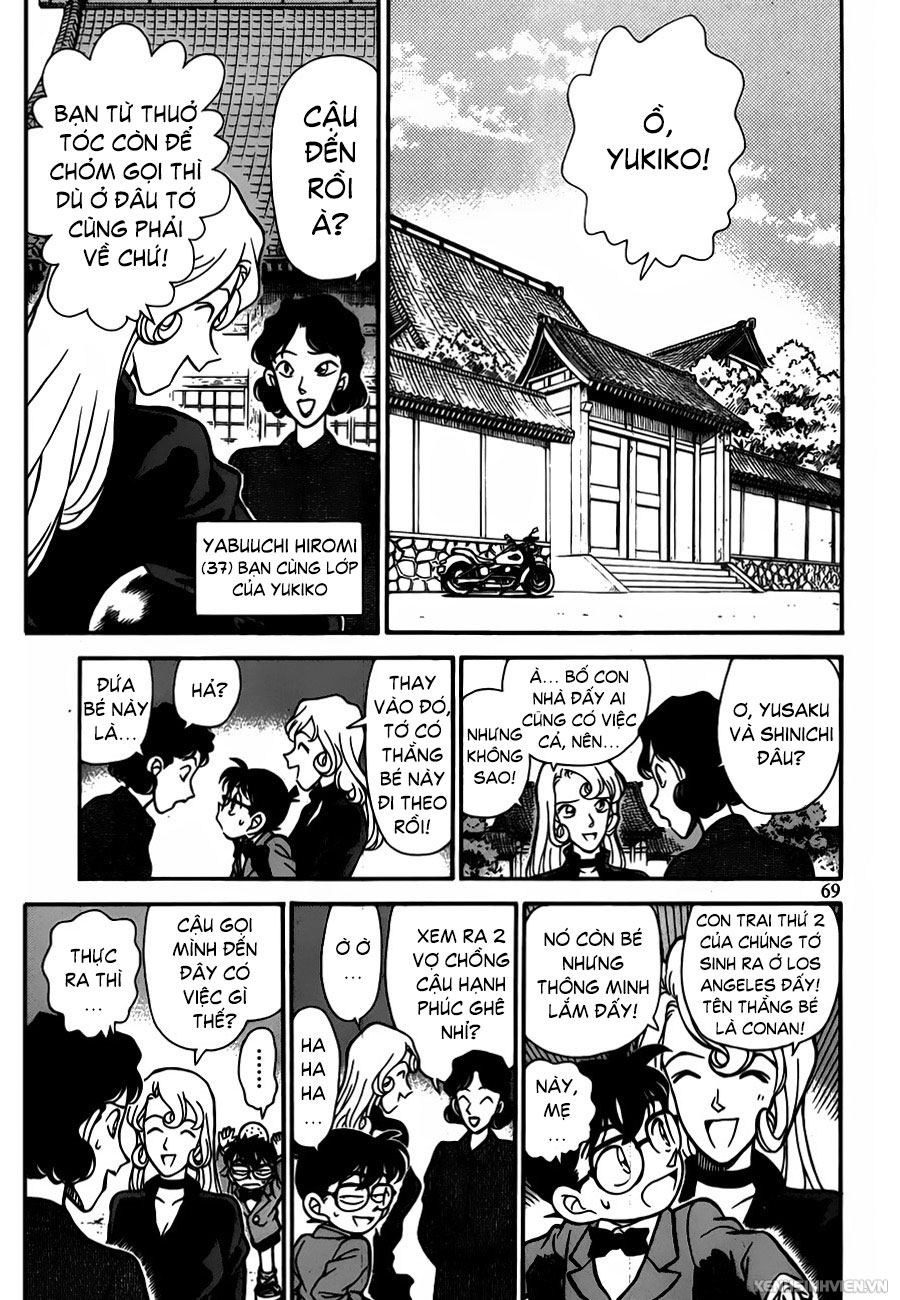 Ồ,
YUKIKO!
CẬU
ĐẾN
RỒI
À?
BẠN TỪ THUỞ
TÓC CÒN ĐỂ
CHỎM GỌI THÌ
DÙ Ở ĐÂU TỚ
CŨNG PHẢI
VỀ CHỨ!
YABUUCHI HIROMI
(37) BẠN CÙNG LỚP
CỦA YUKIKO
Ơ, YUSAKU
VÀ SHINICHI
ĐÂU?
À... BỐ CON
NHÀ ĐẤY AI
CŨNG CÓ VIỆC
CẢ, NÊN...
NHƯNG
KHÔNG
SAO!
THAY
VÀO ĐÓ,
TỚ CÓ
THẰNG
BÉ NÀY
ĐI THEO
RỒI!
HẢ?
ĐỨA
BÉ NÀY
LÀ...
69
CON TRAI THỨ 2
CỦA CHÚNG TỚ
SINH RA Ở LOS
ANGELES ĐẤY!
TÊN THẰNG BÉ
LÀ CONAN!
NÓ CÒN BÉ
NHƯNG
THÔNG MINH
LẮM ĐẤY!
NÀY,
MẸ
...
XEM RA 2
VỢ CHỒNG
CẬU HẠNH
PHÚC GHÊ
NHỈ?
Ờ Ờ
...
HA
HA
HA
CẬU GỌI
MÌNH ĐẾN
ĐÂY CÓ
VIỆC GÌ
THẾ?
.....
THỰC
RA THÌ
...
KENHSINHVIEN.VN